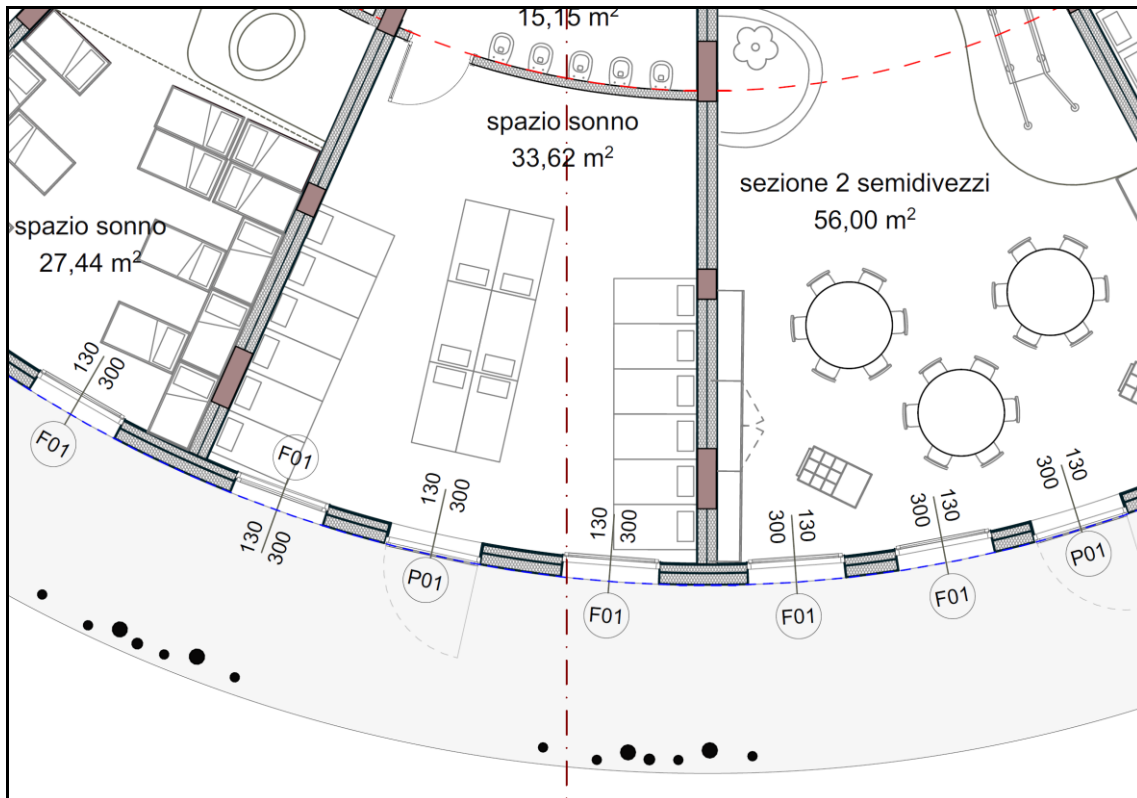 15,15 m²
spazio sonno
33,62 m²
sezione 2 semidivezzi
56,00 m²
spazio sonno
27,44 m²
130
300
F01
F01
130
300
130
300
P01
130
300
F01
130
300
F01
130
300
F01
130
300
P01